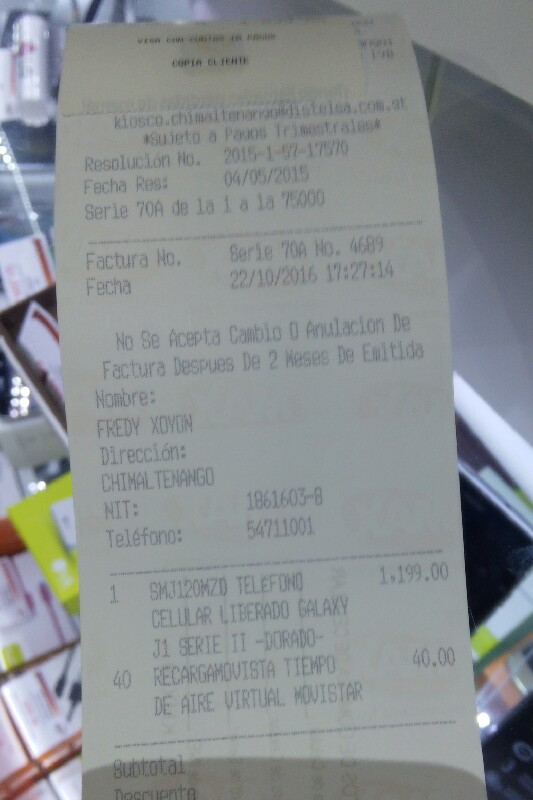 VISA CON CUOTAS EN PAGOS
COPIA CLIENTE
kiosco.chimaltenango@distelsa.com.gt
*Sujeto a Pagos Trimestrales*
Resolución No. 2015-1-57-17570
Fecha Res: 04/05/2015
Serie 70A de la 1 a la 75000
Factura No. Serie 70A No. 4689
Fecha 22/10/2016 17:27:14
No Se Acepta Cambio O Anulacion De
Factura Despues De 2 Meses De Emitida
Nombre:
FREDY XOYON
Dirección:
CHIMALTENANGO
NIT: 1861603-8
Teléfono: 54711001
1 SMJ120MZD TELEFONO 1,199.00
CELULAR LIBERADO GALAXY
J1 SERIE II -DORADO-
40 RECARGAMOVISTA TIEMPO 40.00
DE AIRE VIRTUAL MOVISTAR
Subtotal
Descuento